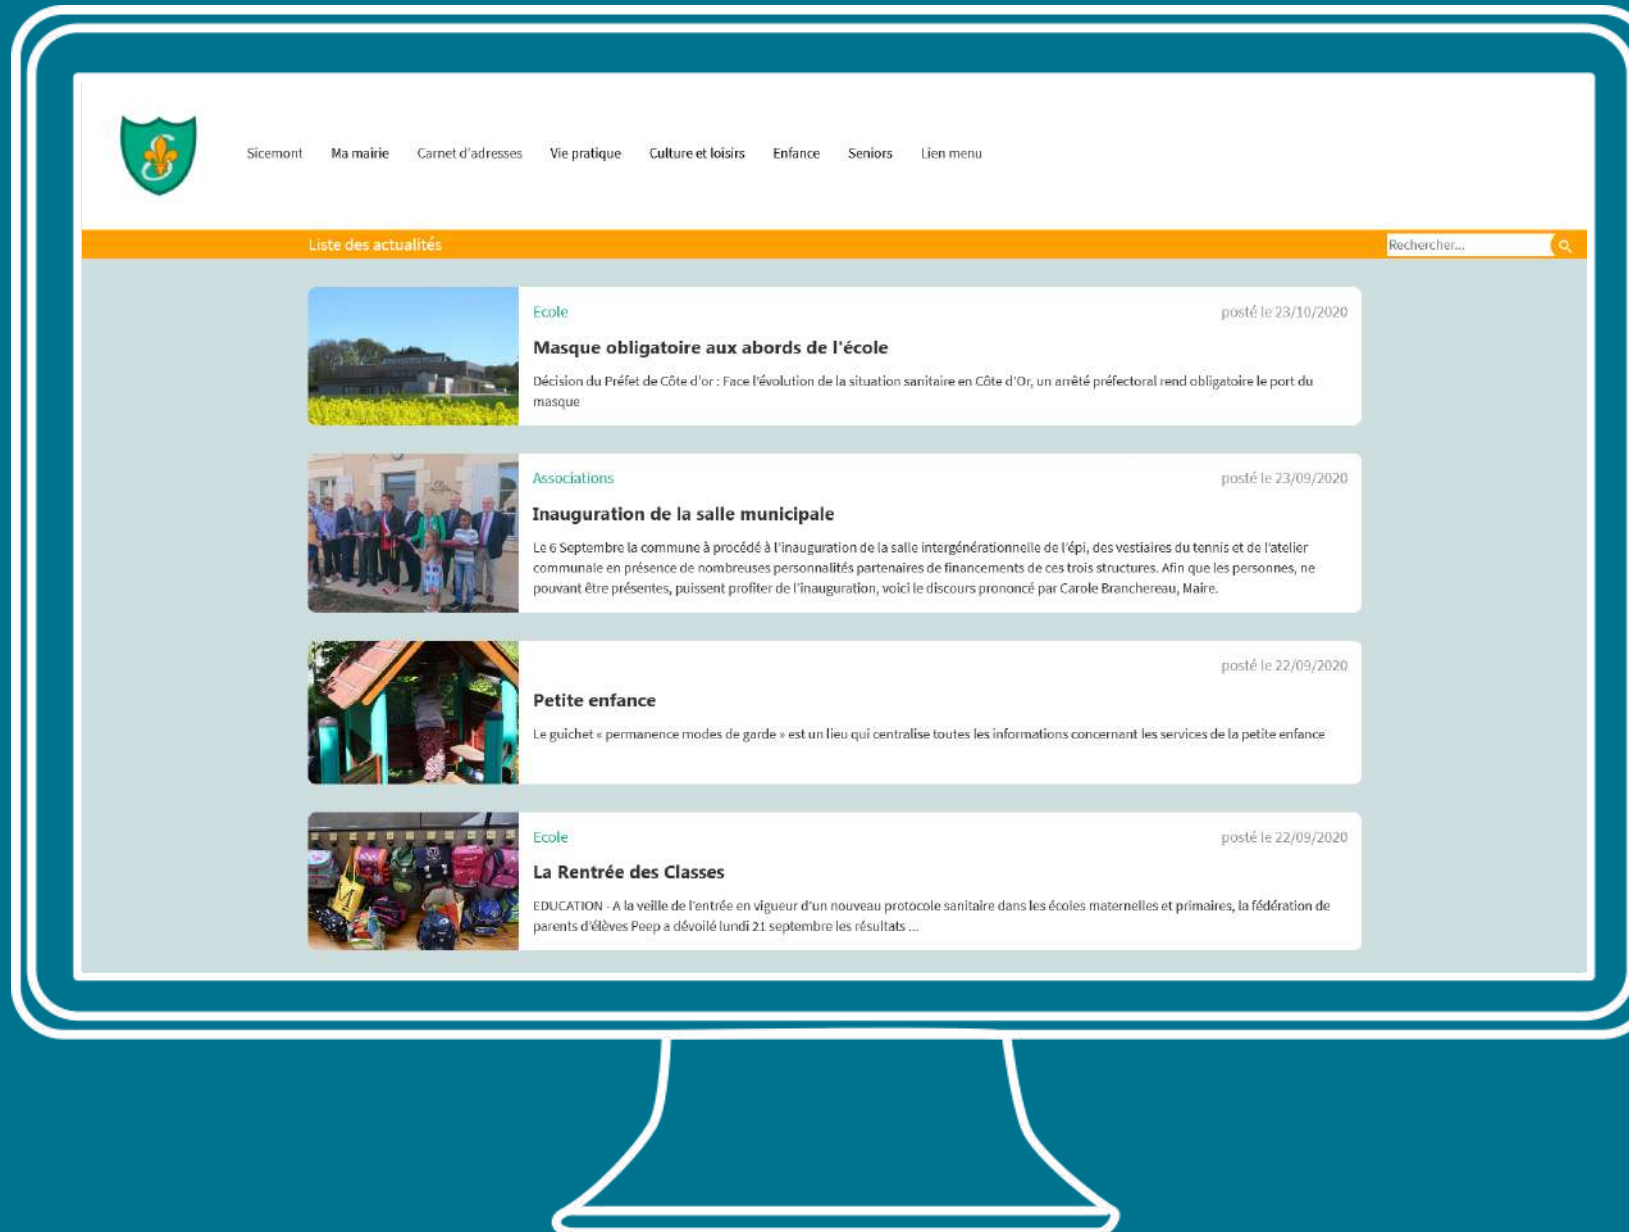 Sicemont Ma mairie Carnet d'adresses Vie pratique Culture et loisirs Enfance Seniors Lien menu
Liste des actualités
Rechercher...
Ecole
posté le 23/10/2020
Masque obligatoire aux abords de l'école
Décision du Préfet de Côte d'or : Face l'évolution de la situation sanitaire en Côte d'Or, un arrêté préfectoral rend obligatoire le port du
masque
Associations
posté le 23/09/2020
Inauguration de la salle municipale
Le 6 Septembre la commune à procédé à l'inauguration de la salle intergénérationnelle de l'épi, des vestiaires du tennis et de l'atelier
communale en présence de nombreuses personnalités partenaires de financements de ces trois structures. Afin que les personnes, ne
pouvant être présentes, puissent profiter de l'inauguration, voici le discours prononcé par Carole Branchereau, Maire.
posté le 22/09/2020
Petite enfance
Le guichet « permanence modes de garde » est un lieu qui centralise toutes les informations concernant les services de la petite enfance
Ecole
posté le 22/09/2020
La Rentrée des Classes
EDUCATION - A la veille de l'entrée en vigueur d'un nouveau protocole sanitaire dans les écoles maternelles et primaires, la fédération de
parents d'élèves Peep a dévoilé lundi 21 septembre les résultats ...